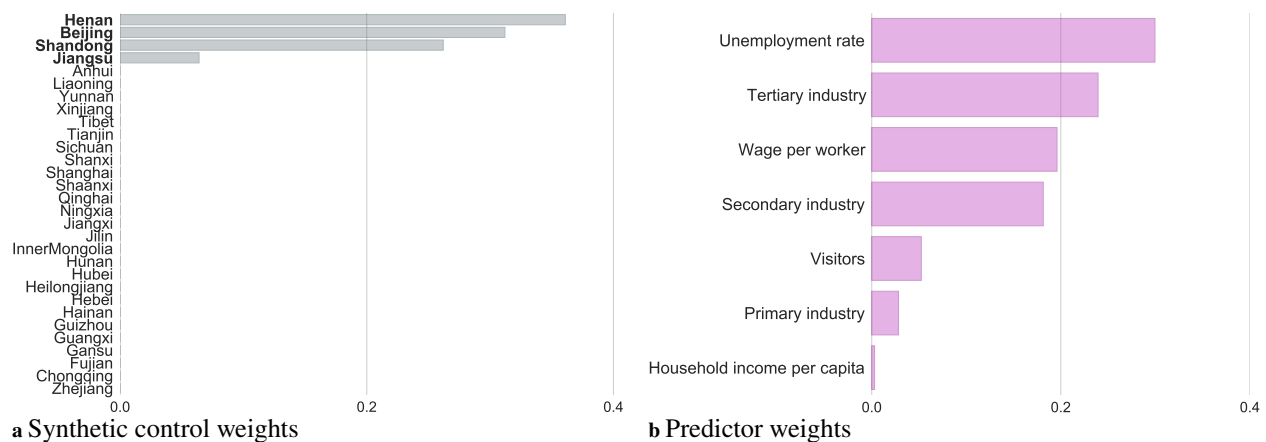 Henan
Beijing
Shandong
Jiangsu
Anhui
Liaoning
Yunnan
Xinjiang
Tibet
Tianjin
Sichuan
Shanxi
Shanghai
Shaanxi
Qinghai
Ningxia
Jiangxi
Jilin
InnerMongolia
Hunan
Hubei
Heilongjiang
Hebei
Hainan
Guizhou
Guangxi
Gansu
Fujian
Chongqing
Zhejiang
0.0 0.2 0.4
a Synthetic control weights
Unemployment rate
Tertiary industry
Wage per worker
Secondary industry
Visitors
Primary industry
Household income per capita
0.0 0.2 0.4
b Predictor weights